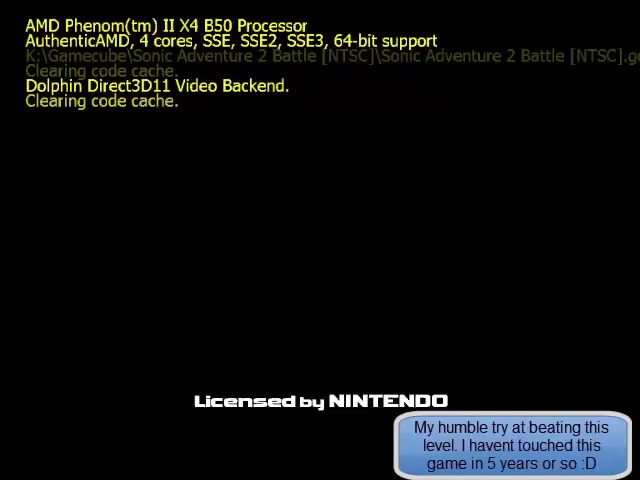 AMD Phenom(tm) II X4 B50 Processor
AuthenticAMD, 4 cores, SSE, SSE2, SSE3, 64-bit support
K:\Gamecube\Sonic Adventure 2 Battle [NTSC]\Sonic Adventure 2 Battle [NTSC].gc
Clearing code cache.
Dolphin Direct3D11 Video Backend.
Clearing code cache.
Licensed by NINTENDO
My humble try at beating this
level. I havent touched this
game in 5 years or so :D